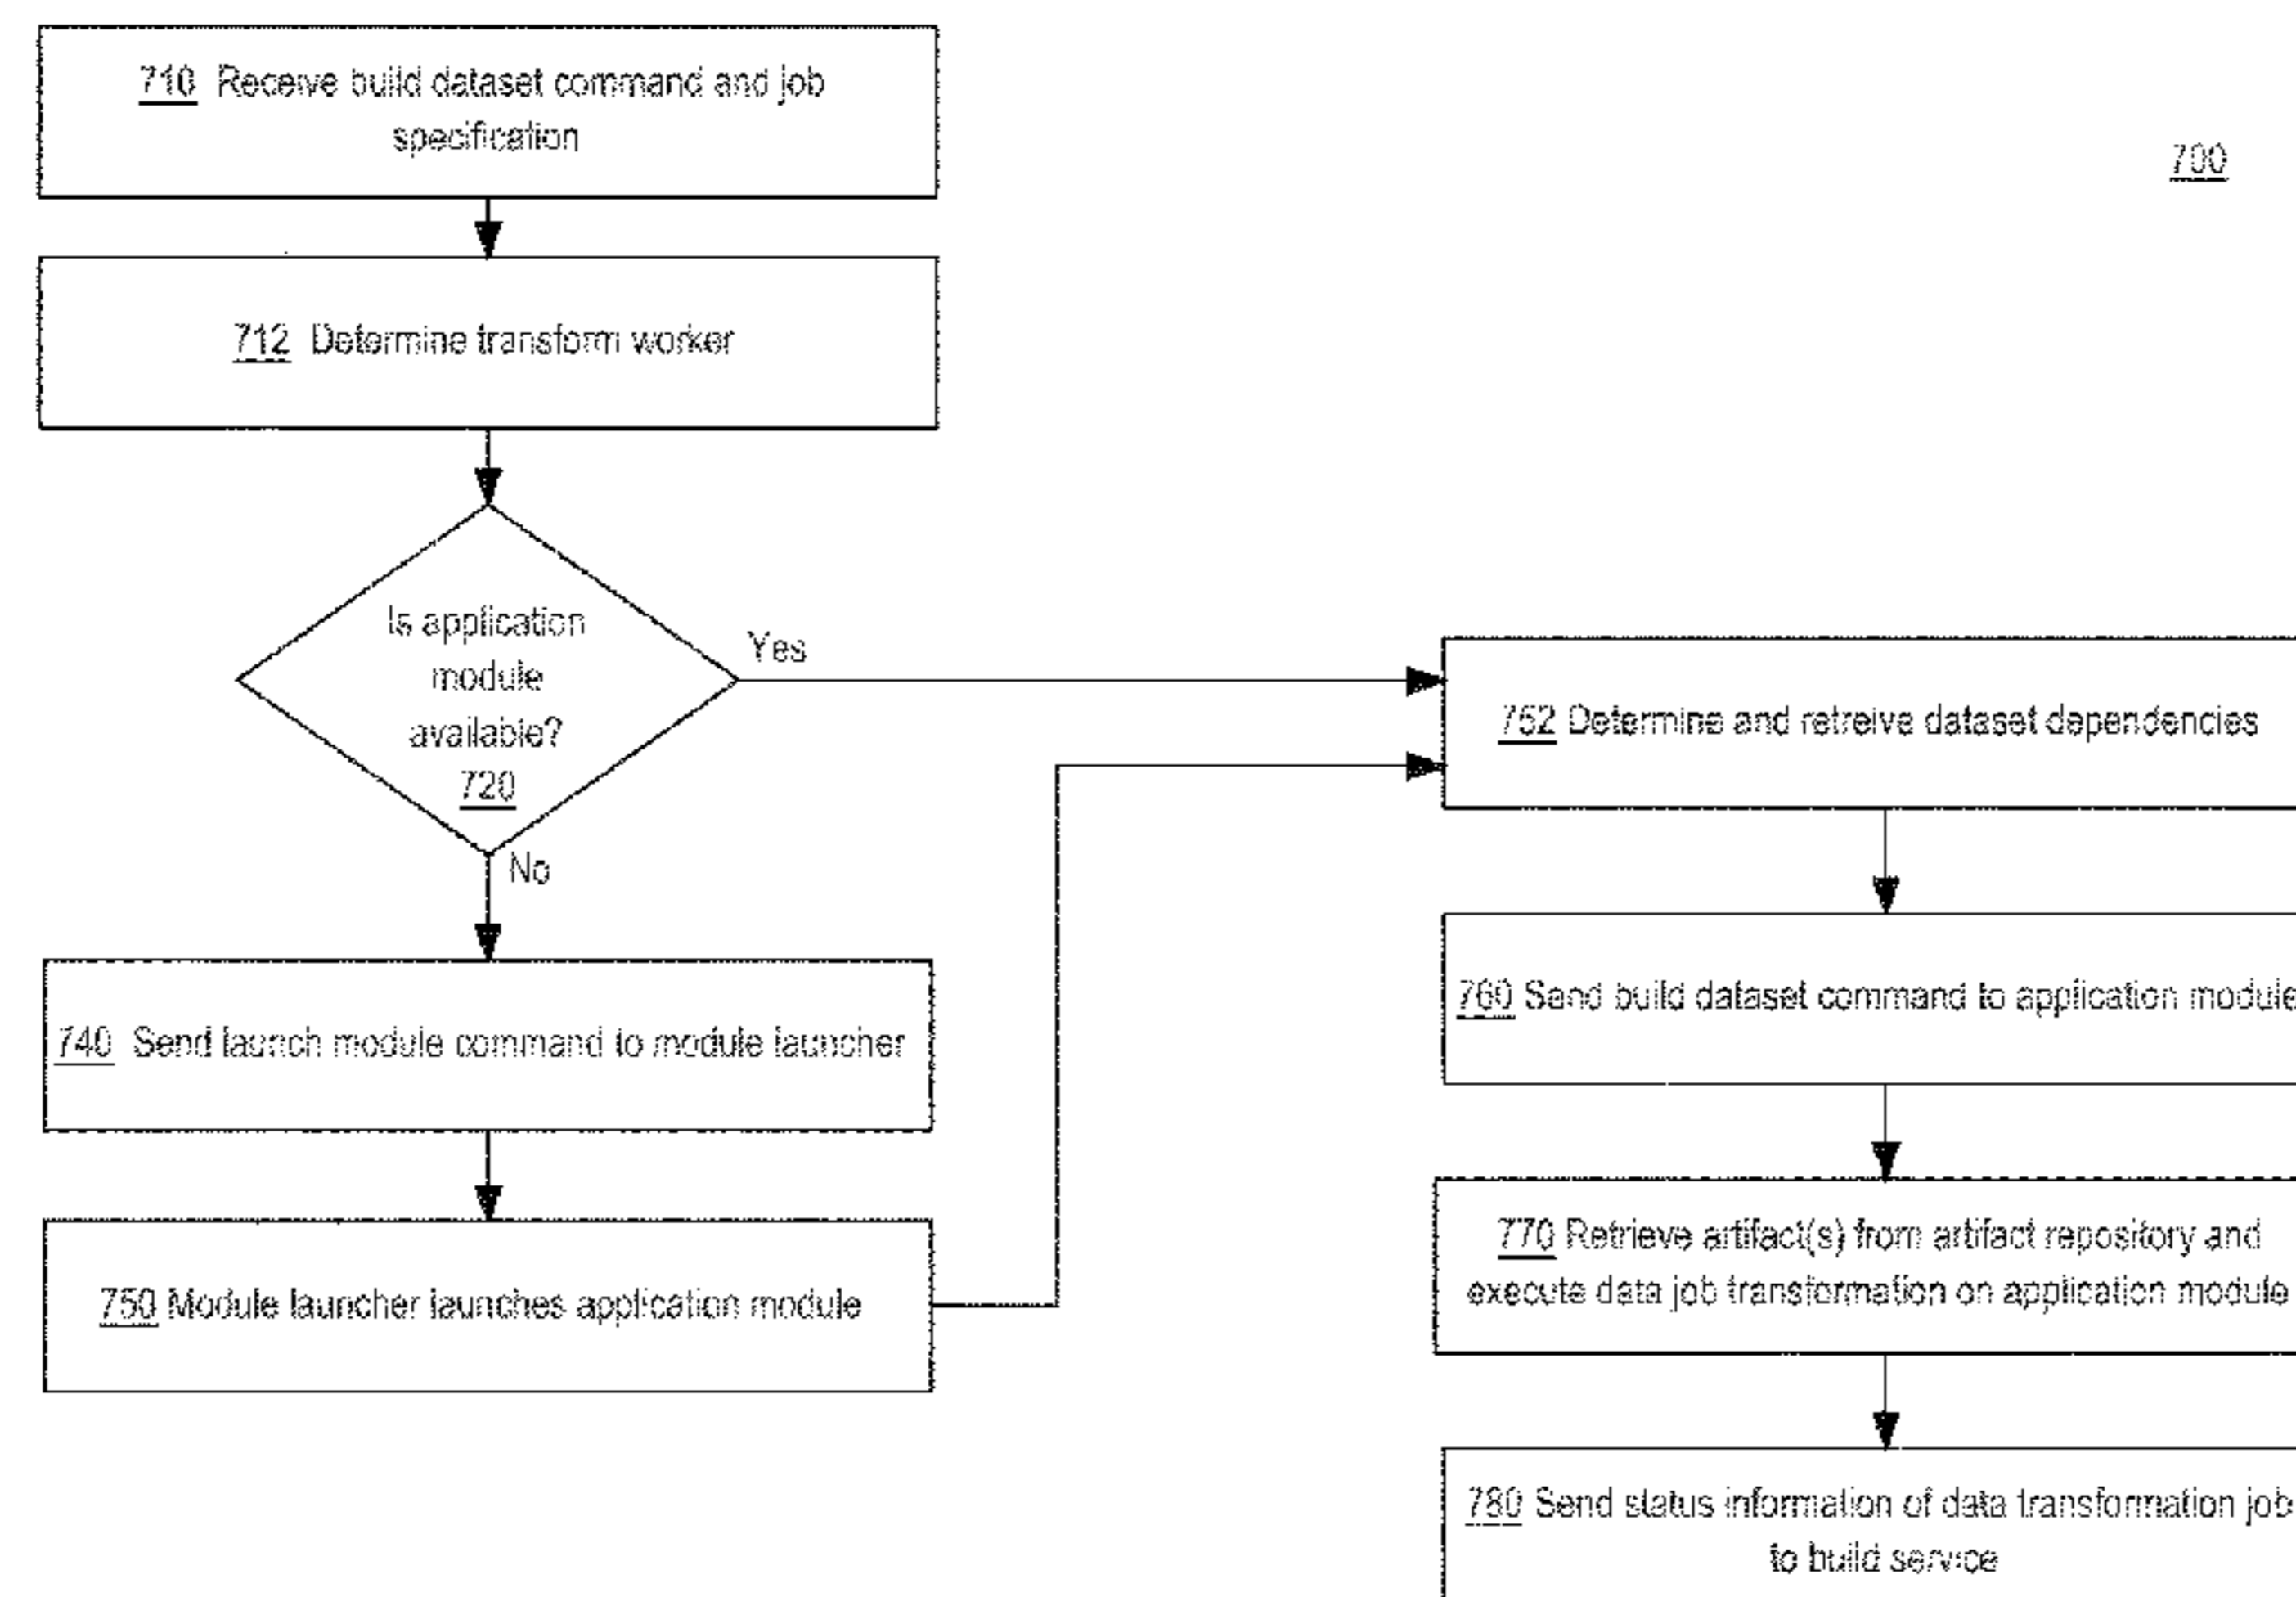 710 Receive build dataset command and job
specification
700
712 Determine transform worker
Is application
module
available?
720
Yes
No
740 Send launch module command to module launcher
750 Module launcher launches application module
752 Determine and retreive dataset dependencies
760 Send build dataset command to application module
770 Retrieve artifact(s) from artifact repository and
execute data job transformation on application module
780 Send status information of data transformation job
to build service